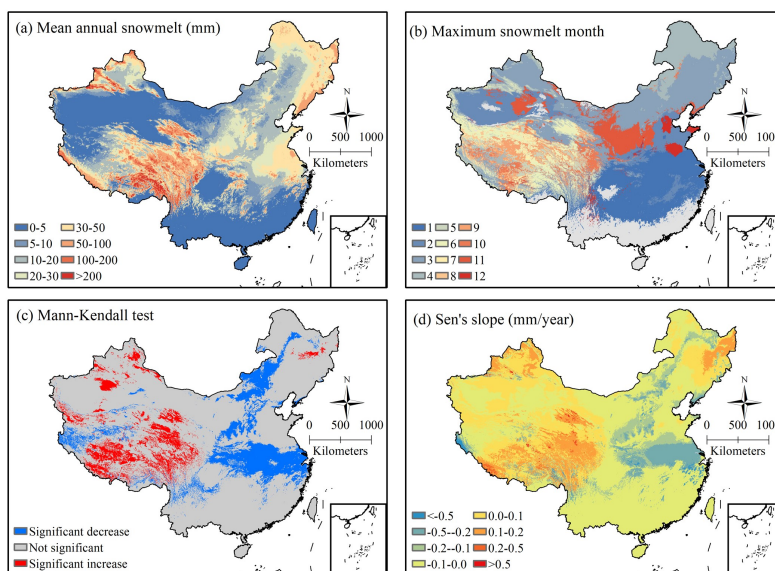 (a) Mean annual snowmelt (mm)
N
0 500 1000
Kilometers
0-5 30-50
5-10 50-100
10-20 100-200
20-30 >200
(b) Maximum snowmelt month
N
0 500 1000
Kilometers
1 5 9
2 6 10
3 7 11
4 8 12
(c) Mann-Kendall test
N
0 500 1000
Kilometers
Significant decrease
Not significant
Significant increase
(d) Sen's slope (mm/year)
N
0 500 1000
Kilometers
<-0.5 0.0-0.1
-0.5--0.2 0.1-0.2
-0.2--0.1 0.2-0.5
-0.1-0.0 >0.5